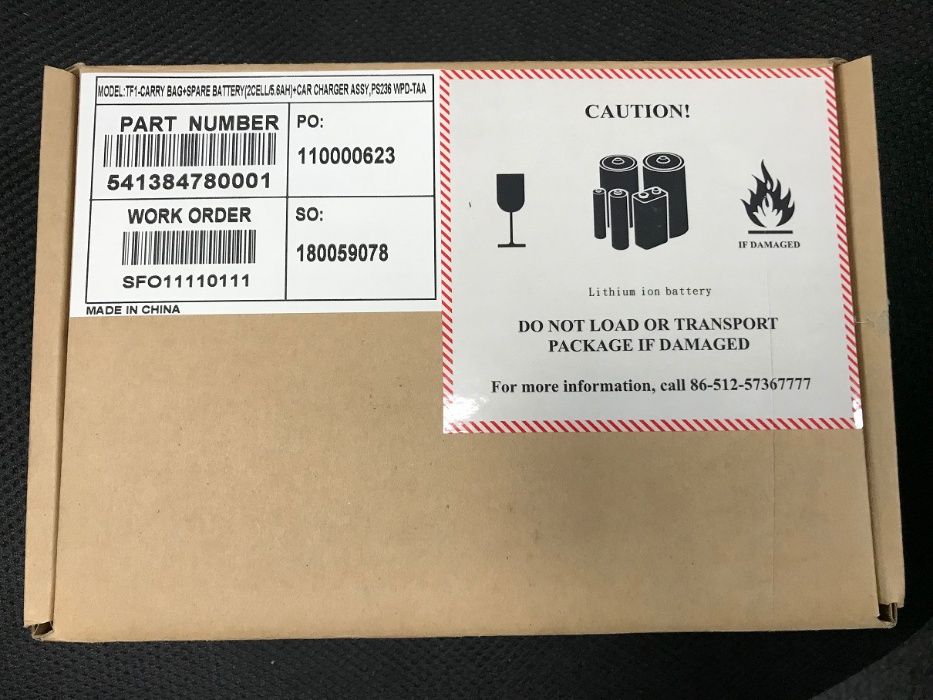 MODEL:TF1-CARRY BAG+SPARE BATTERY(2CELL/5.6AH)+CAR CHARGER ASSY,PS236 WPD-TAA
PART NUMBER
541384780001
PO:
110000623
WORK ORDER
SFO11110111
SO:
180059078
MADE IN CHINA
CAUTION!
IF DAMAGED
Lithium ion battery
DO NOT LOAD OR TRANSPORT
PACKAGE IF DAMAGED
For more information, call 86-512-57367777